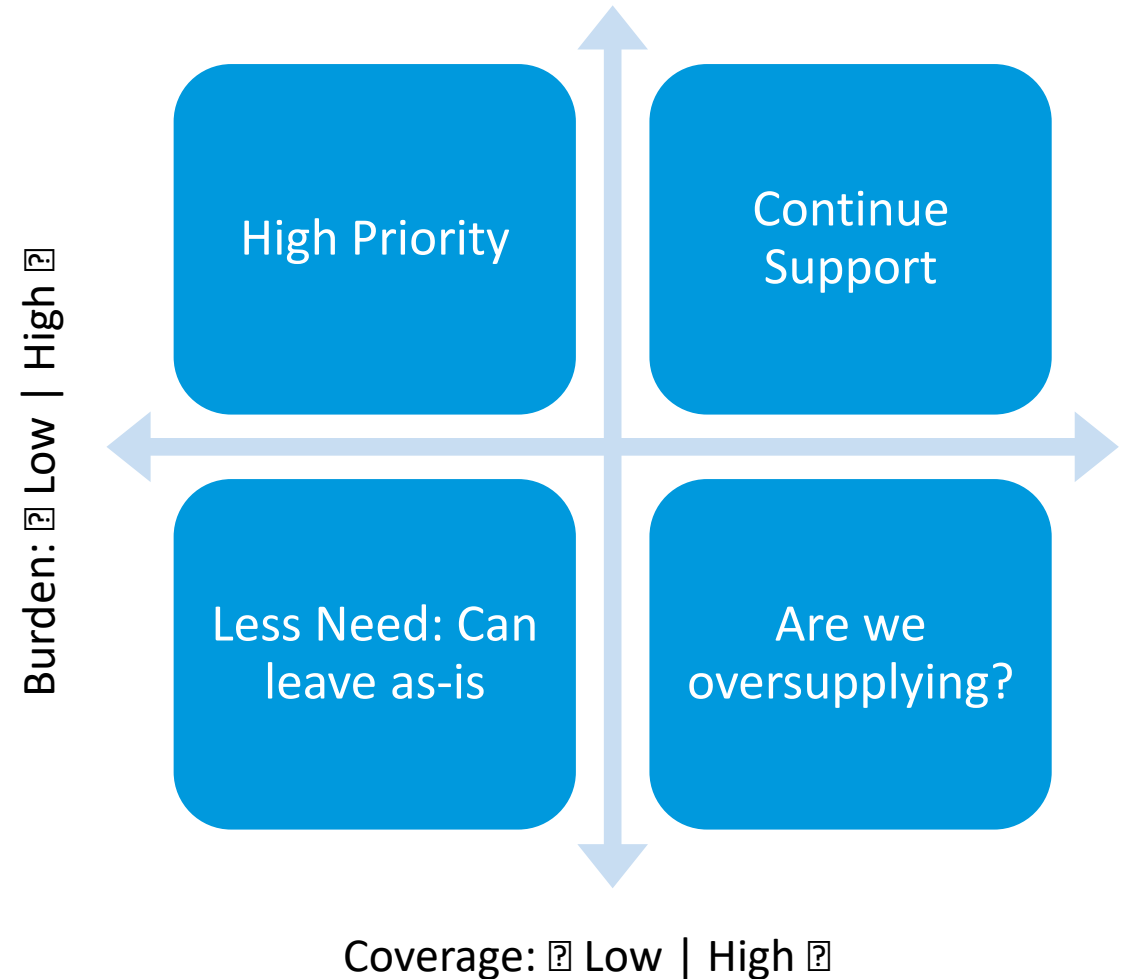 High Priority
Continue
Support
Burden: ⍰ Low | High ⍰
Less Need: Can
leave as-is
Are we
oversupplying?
Coverage: ⍰ Low | High ⍰